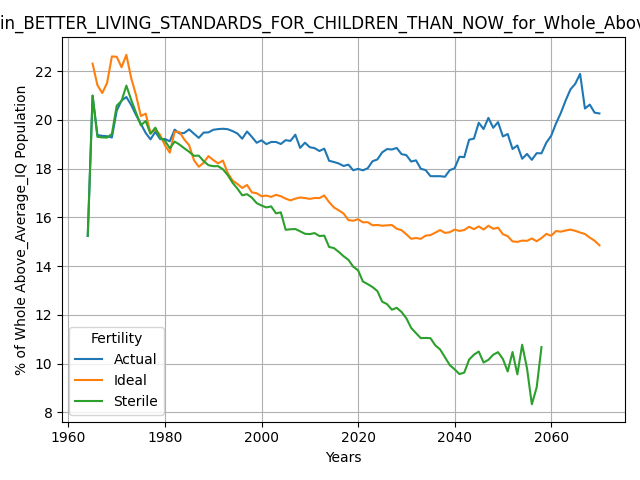 in_BETTER_LIVING_STANDARDS_FOR_CHILDREN_THAN_NOW_for_Whole_Abov
% of Whole Above_Average_IQ Population
22
20
18
16
14
12
10
8
Fertility
Actual
Ideal
Sterile
1960 1980 2000 2020 2040 2060
Years